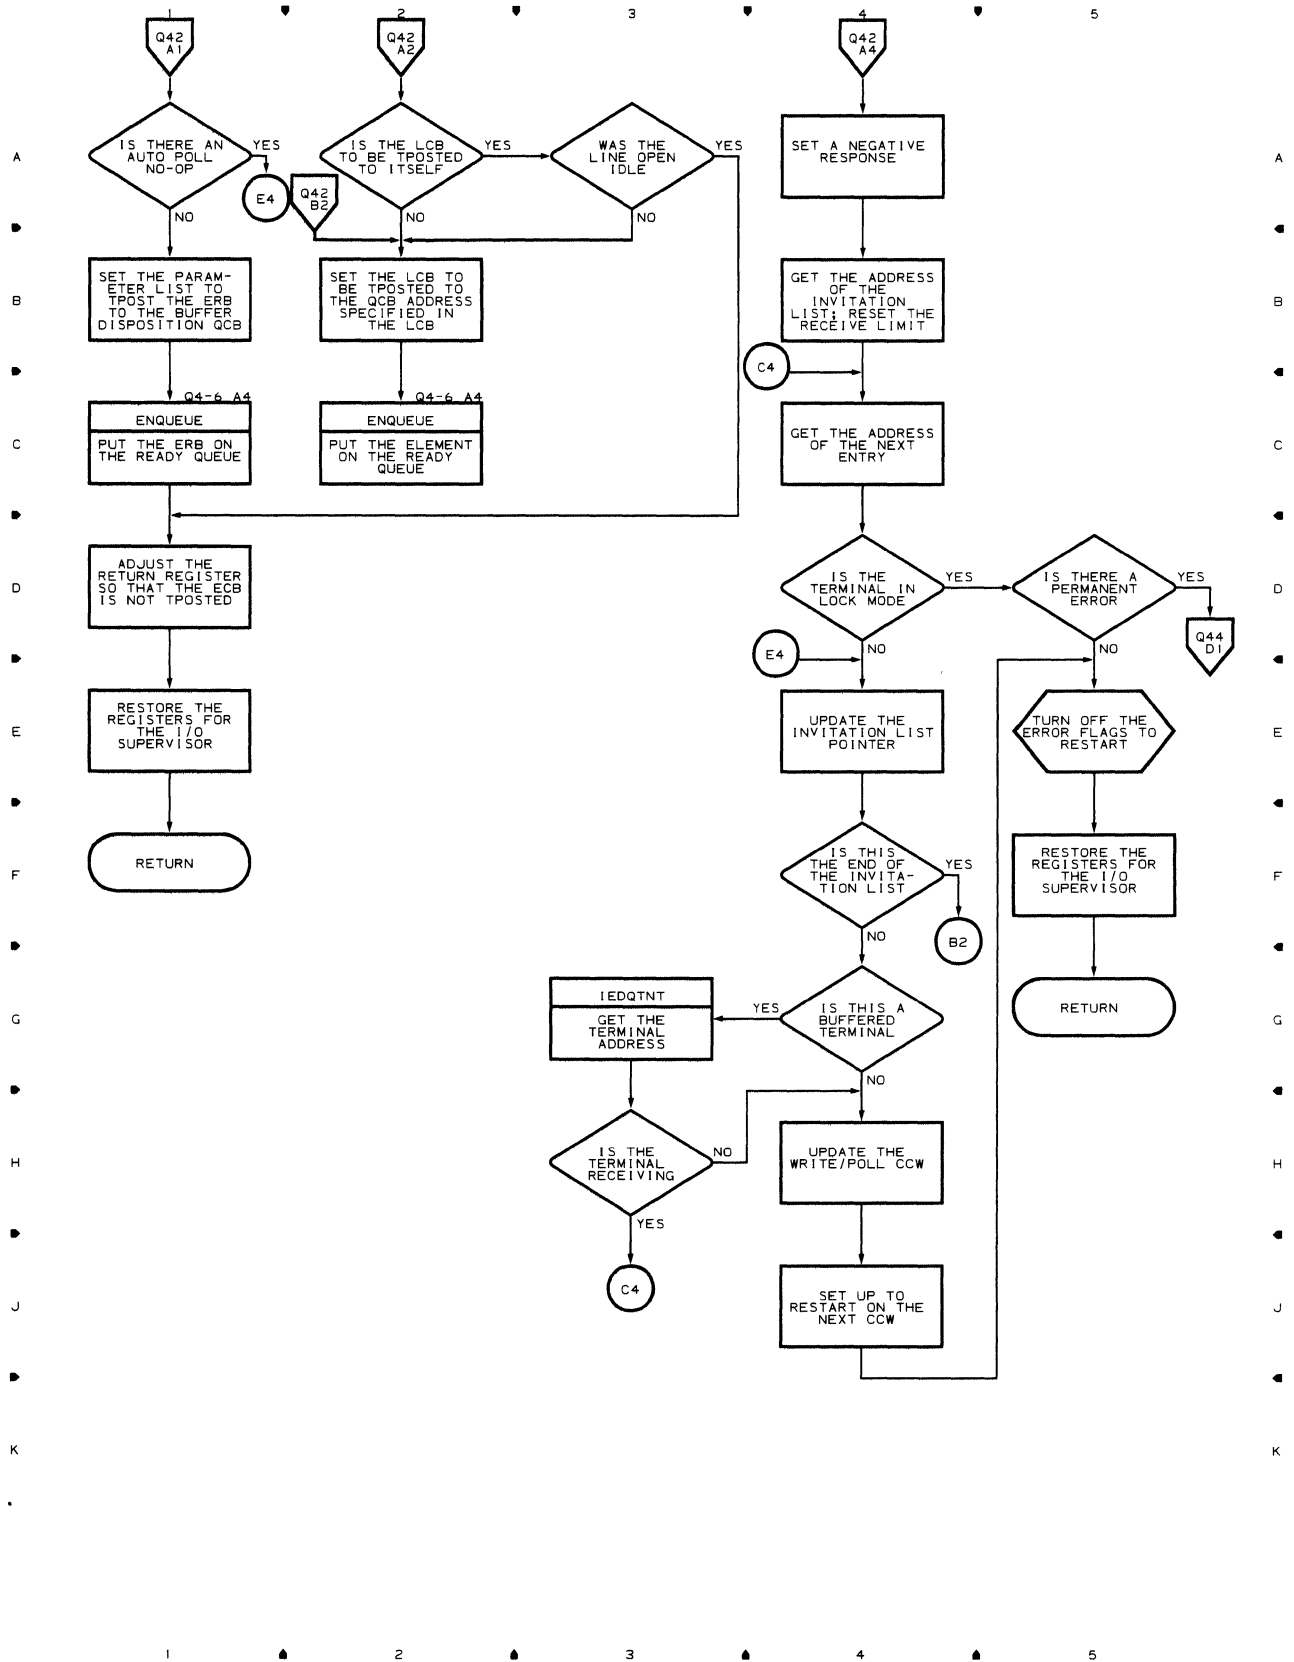 1 2 3 4 5
Q42
A1
Q42
A2
Q42
A4
A
IS THERE AN
AUTO POLL
NO-OP
YES
NO
E4
Q42
B2
IS THE LCB
TO BE TPOSTED
TO ITSELF
YES
NO
WAS THE
LINE OPEN
IDLE
YES
NO
SET A NEGATIVE
RESPONSE
A
B
SET THE PARAM-
ETER LIST TO
TPOST THE ERB
TO THE BUFFER
DISPOSITION QCB
SET THE LCB TO
BE TPOSTED TO
THE QCB ADDRESS
SPECIFIED IN
THE LCB
GET THE ADDRESS
OF THE
INVITATION
LIST; RESET THE
RECEIVE LIMIT
B
C4
Q4-6 A4
Q4-6 A4
C
ENQUEUE
PUT THE ERB ON
THE READY QUEUE
ENQUEUE
PUT THE ELEMENT
ON THE READY
QUEUE
GET THE ADDRESS
OF THE NEXT
ENTRY
C
D
ADJUST THE
RETURN REGISTER
SO THAT THE ECB
IS NOT TPOSTED
IS THE
TERMINAL IN
LOCK MODE
YES
NO
IS THERE A
PERMANENT
ERROR
YES
NO
D
Q44
D1
E4
E
RESTORE THE
REGISTERS FOR
THE I/O
SUPERVISOR
UPDATE THE
INVITATION LIST
POINTER
TURN OFF THE
ERROR FLAGS TO
RESTART
E
F
RETURN
IS THIS
THE END OF
THE INVITA-
TION LIST
YES
NO
B2
RESTORE THE
REGISTERS FOR
THE I/O
SUPERVISOR
F
G
IEDQTNT
GET THE
TERMINAL
ADDRESS
YES
IS THIS A
BUFFERED
TERMINAL
NO
RETURN
G
H
IS THE
TERMINAL
RECEIVING
NO
YES
UPDATE THE
WRITE/POLL CCW
H
J
C4
SET UP TO
RESTART ON THE
NEXT CCW
J
K
K
1 2 3 4 5